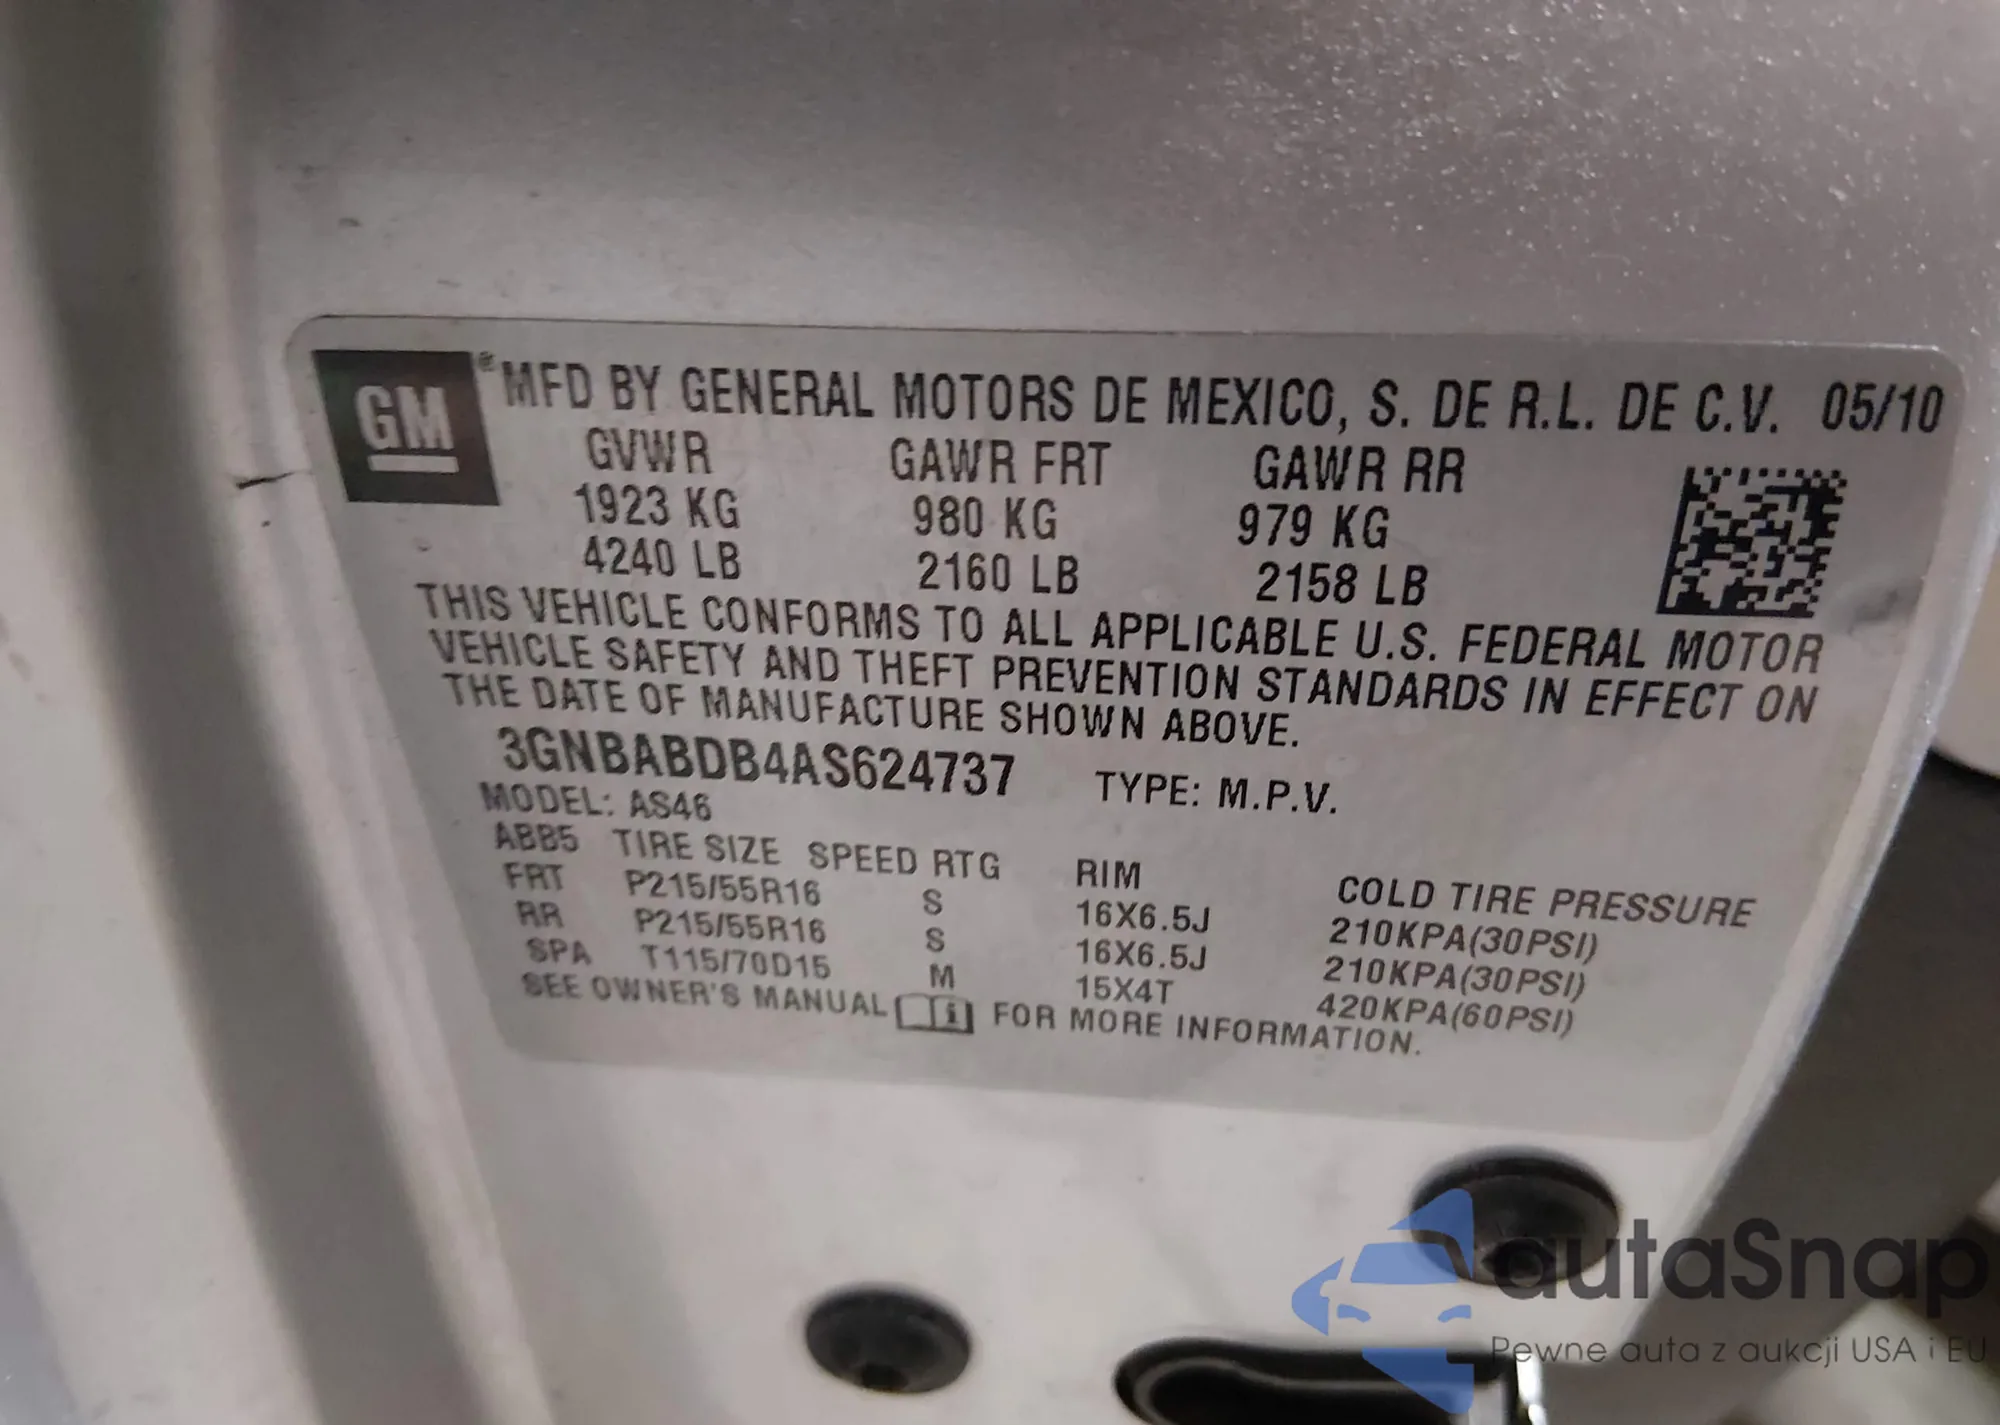 GM ® MFD BY GENERAL MOTORS DE MEXICO, S. DE R.L. DE C.V. 05/10
GVWR GAWR FRT GAWR RR
1923 KG 980 KG 979 KG
4240 LB 2160 LB 2158 LB
THIS VEHICLE CONFORMS TO ALL APPLICABLE U.S. FEDERAL MOTOR
VEHICLE SAFETY AND THEFT PREVENTION STANDARDS IN EFFECT ON
THE DATE OF MANUFACTURE SHOWN ABOVE.
3GNBABDB4AS624737 TYPE: M.P.V.
MODEL: AS46
ABB5 TIRE SIZE SPEED RTG RIM COLD TIRE PRESSURE
FRT P215/55R16 S 16X6.5J 210KPA(30PSI)
RR P215/55R16 S 16X6.5J 210KPA(30PSI)
SPA T115/70D15 M 15X4T 420KPA(60PSI)
SEE OWNER'S MANUAL FOR MORE INFORMATION.
autaSnap
Pewne auta z aukcji USA i EU